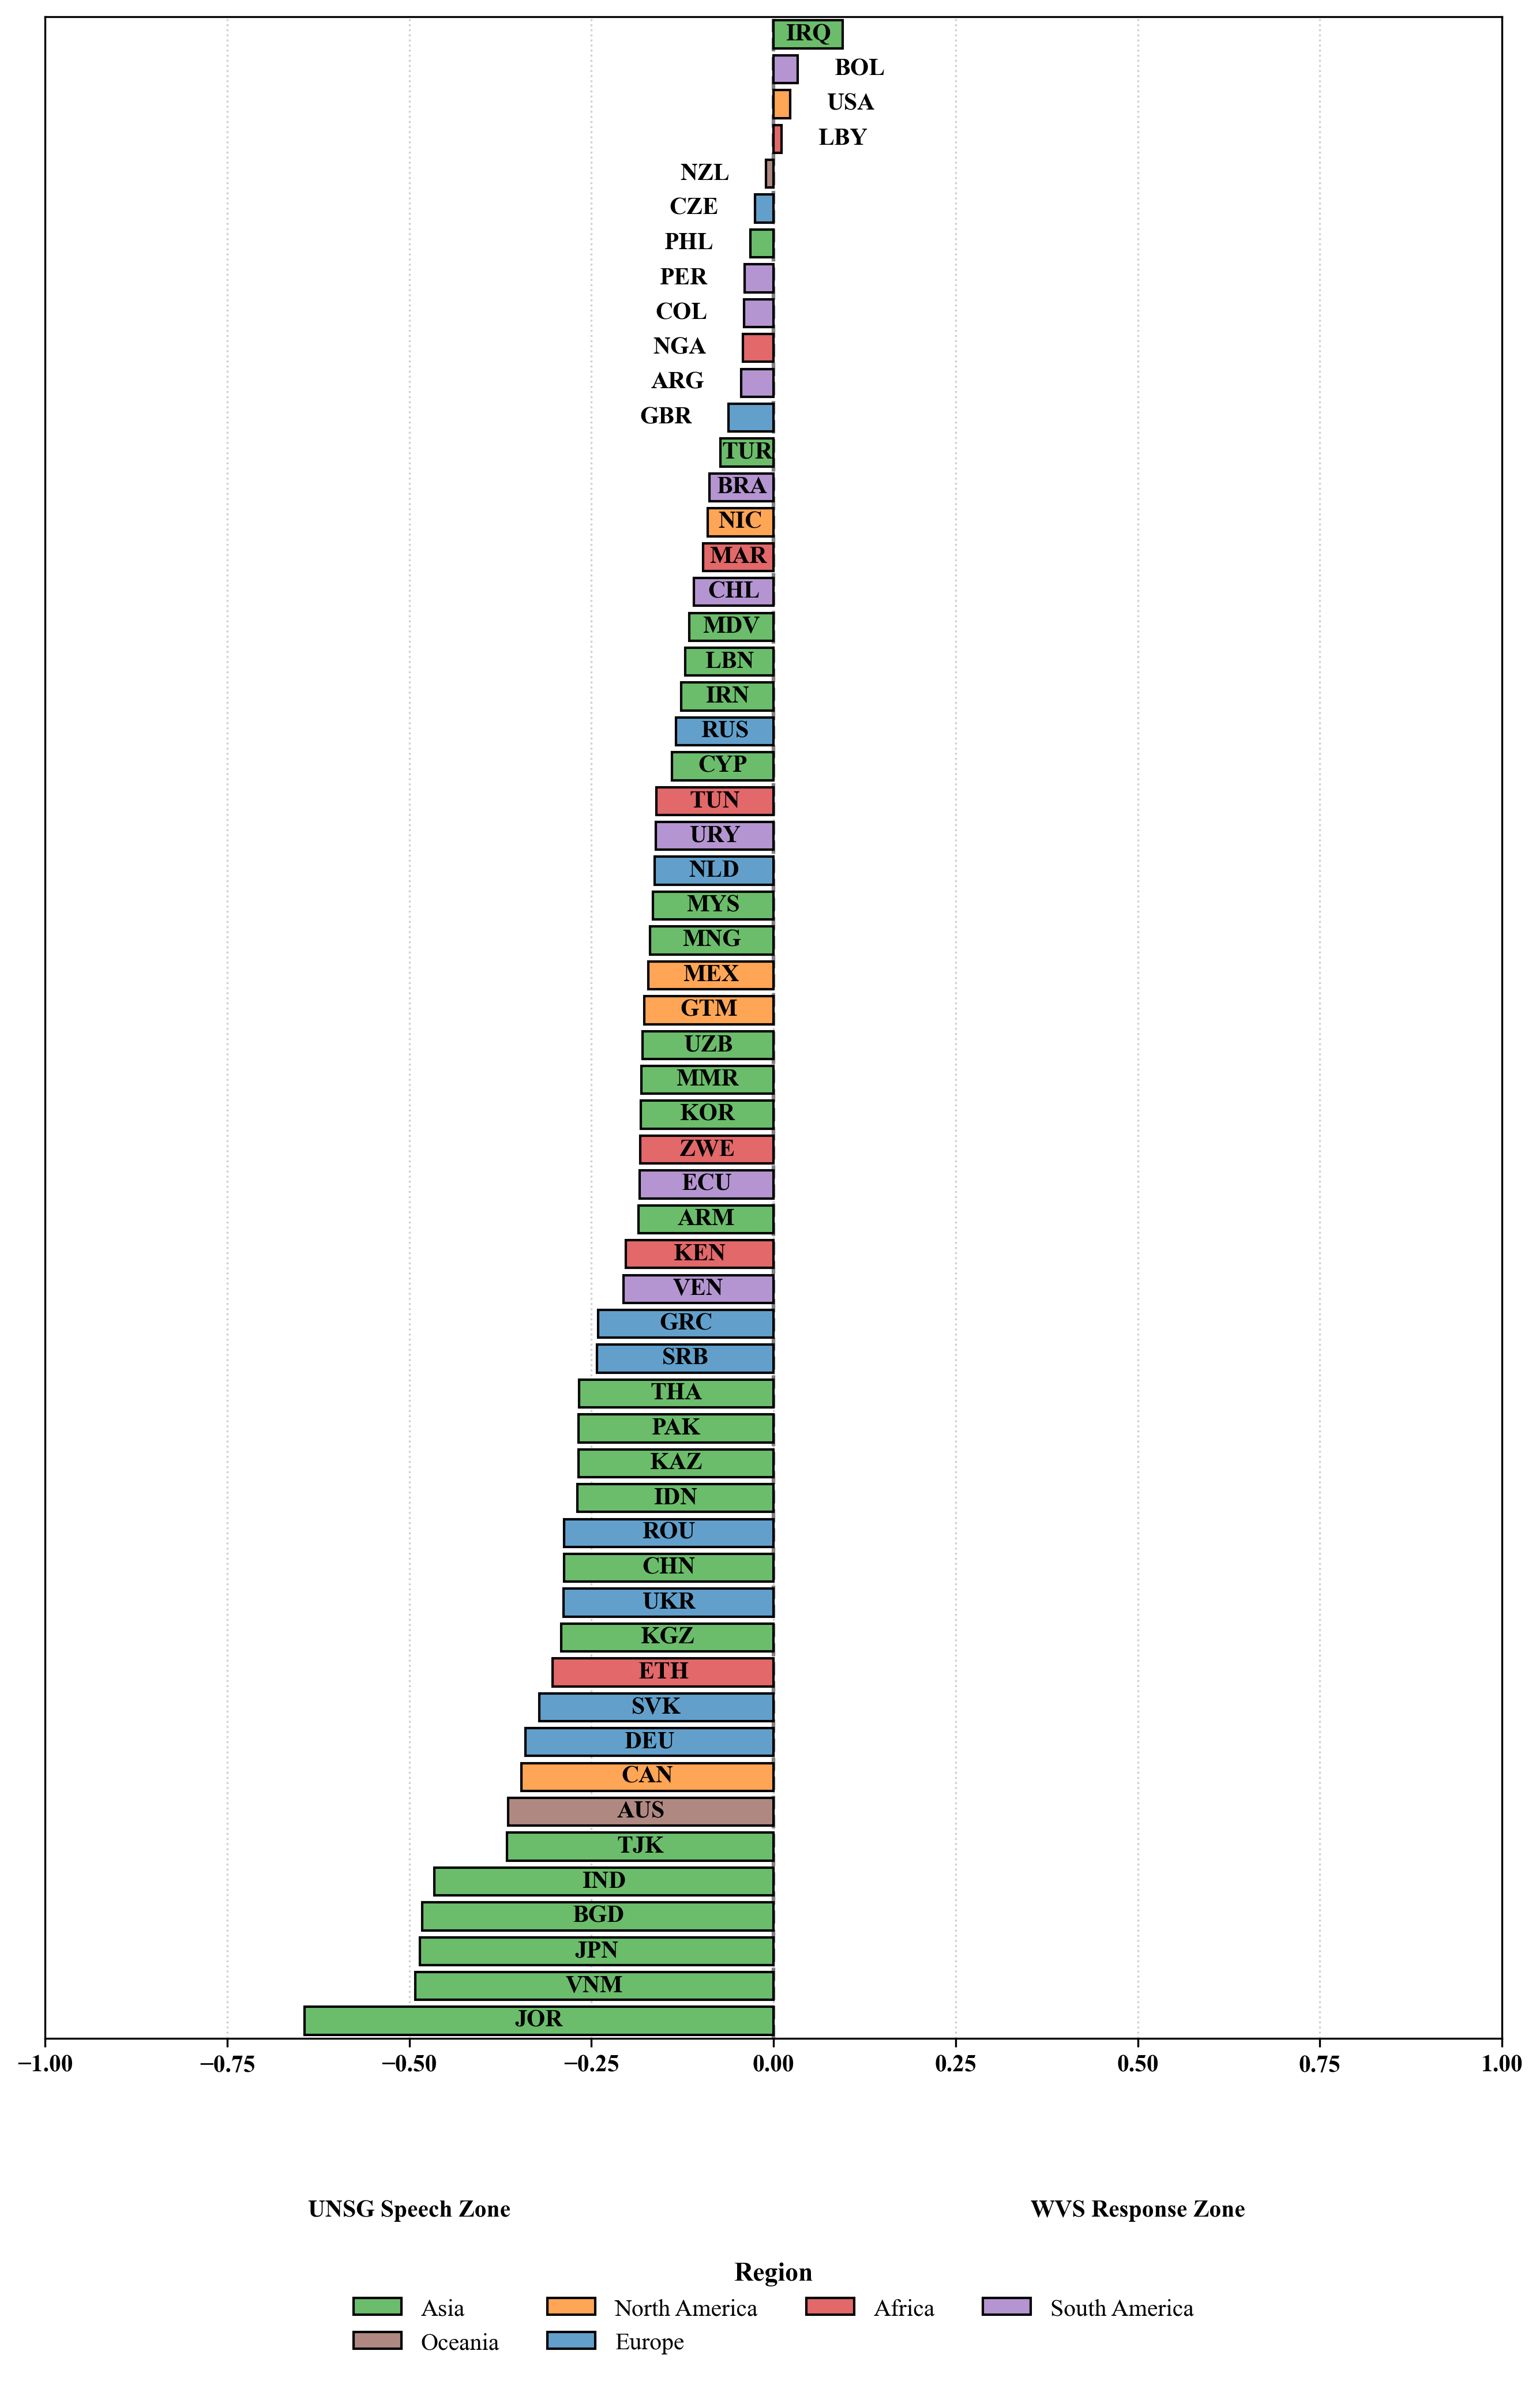 IRQ
BOL
USA
LBY
NZL
CZE
PHL
PER
COL
NGA
ARG
GBR
TUR
BRA
NIC
MAR
CHL
MDV
LBN
IRN
RUS
CYP
TUN
URY
NLD
MYS
MNG
MEX
GTM
UZB
MMR
KOR
ZWE
ECU
ARM
KEN
VEN
GRC
SRB
THA
PAK
KAZ
IDN
ROU
CHN
UKR
KGZ
ETH
SVK
DEU
CAN
AUS
TJK
IND
BGD
JPN
VNM
JOR
−1.00 −0.75 −0.50 −0.25 0.00 0.25 0.50 0.75 1.00
UNSG Speech Zone WVS Response Zone
Region
Asia North America Africa South America
Oceania Europe